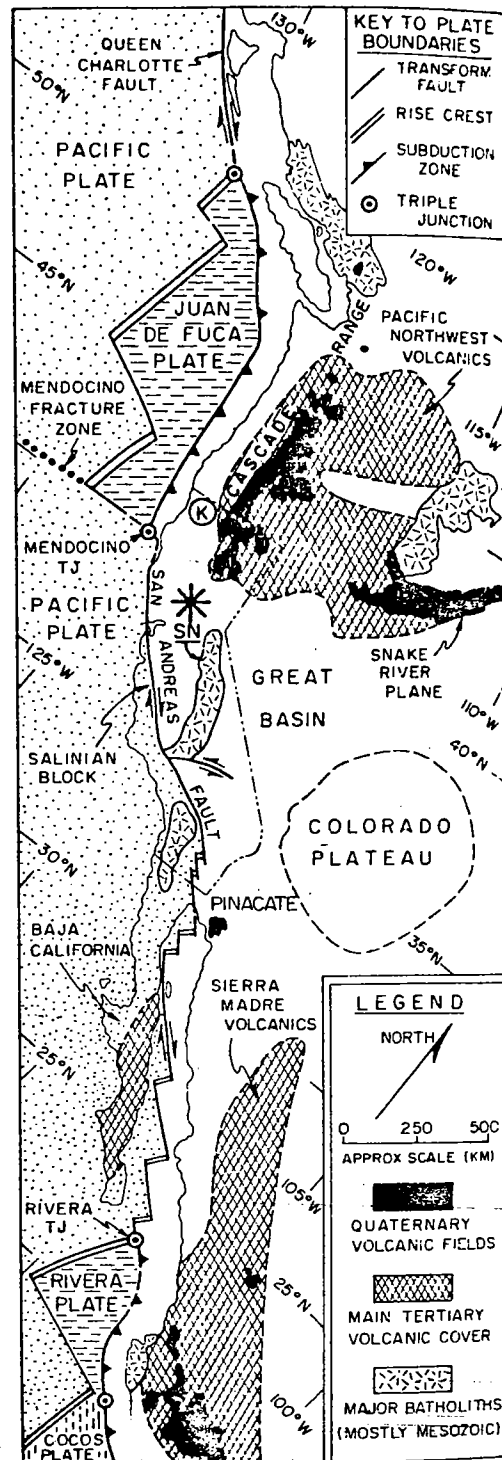 130°W
QUEEN
CHARLOTTE
FAULT
50°N
PACIFIC
PLATE
KEY TO PLATE
BOUNDARIES
TRANSFORM
FAULT
RISE CREST
SUBDUCTION
ZONE
TRIPLE
JUNCTION
45°N
120°W
JUAN
DE FUCA
PLATE
PACIFIC
NORTHWEST
VOLCANICS
CASCADE RANGE
MENDOCINO
FRACTURE
ZONE
115°W
K
MENDOCINO
TJ
PACIFIC
PLATE
SAN ANDREAS FAULT
SN
125°W
SNAKE
RIVER
PLANE
GREAT
BASIN
110°W
40°N
SALINIAN
BLOCK
COLORADO
PLATEAU
30°N
PINACATE
35°N
BAJA
CALIFORNIA
SIERRA
MADRE
VOLCANICS
25°N
LEGEND
NORTH
0 250 500
APPROX SCALE (KM)
105°W
RIVERA
TJ
QUATERNARY
VOLCANIC FIELDS
RIVERA
PLATE
25°N
MAIN TERTIARY
VOLCANIC COVER
100°W
MAJOR BATHOLITHS
(MOSTLY MESOZOIC)
COCOS
PLATE